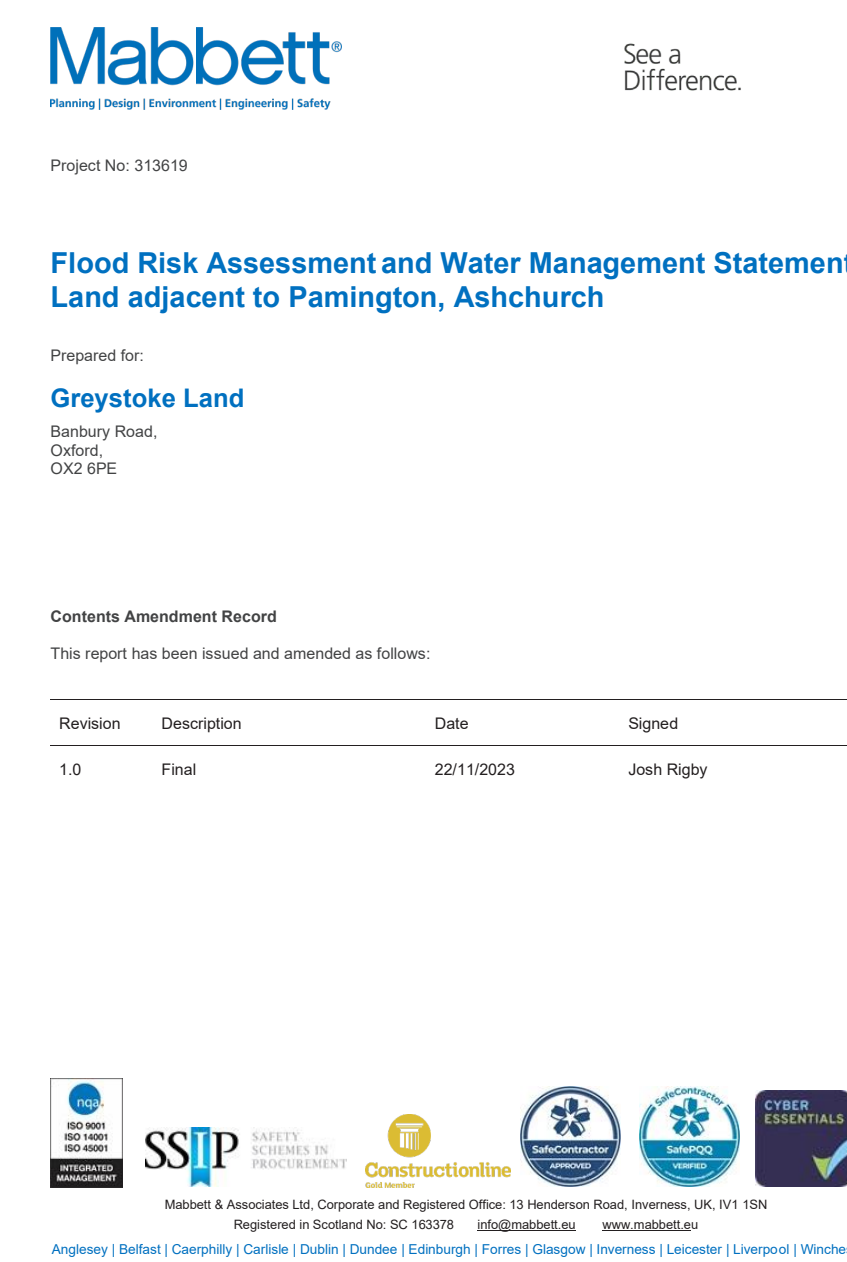 Mabbett®
Planning | Design | Environment | Engineering | Safety
See a
Difference.
Project No: 313619
Flood Risk Assessment and Water Management Statement
Land adjacent to Pamington, Ashchurch
Prepared for:
Greystoke Land
Banbury Road,
Oxford,
OX2 6PE
Contents Amendment Record
This report has been issued and amended as follows:
Revision Description Date Signed
1.0 Final 22/11/2023 Josh Rigby
nqa.
ISO 9001
ISO 14001
ISO 45001
INTEGRATED
MANAGEMENT
SSIP
SAFETY
SCHEMES IN
PROCUREMENT
Constructionline
Gold Member
SafeContractor
APPROVED
SafeContractor
SafePQQ
VERIFIED
CYBER
ESSENTIALS
Mabbett & Associates Ltd, Corporate and Registered Office: 13 Henderson Road, Inverness, UK, IV1 1SN
Registered in Scotland No: SC 163378 info@mabbett.eu www.mabbett.eu
Anglesey | Belfast | Caerphilly | Carlisle | Dublin | Dundee | Edinburgh | Forres | Glasgow | Inverness | Leicester | Liverpool | Winches